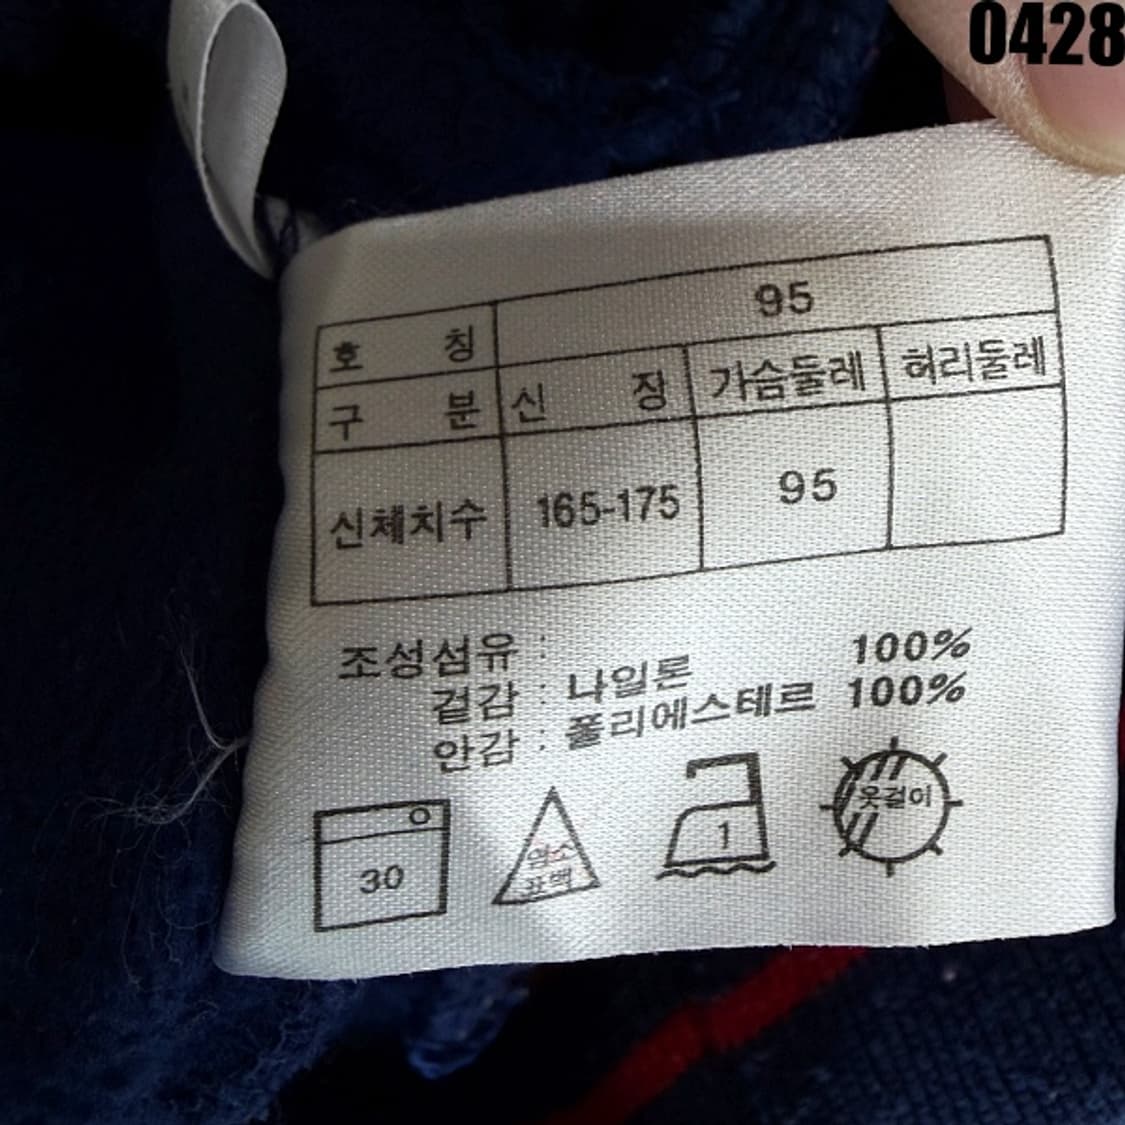 0428
호 칭 95
구 분 신 장 가슴둘레 허리둘레
신체치수 165-175 95
조성섬유 :
겉감 : 나일론 100%
안감 : 폴리에스테르 100%
30
염소
표백
1
옷걸이